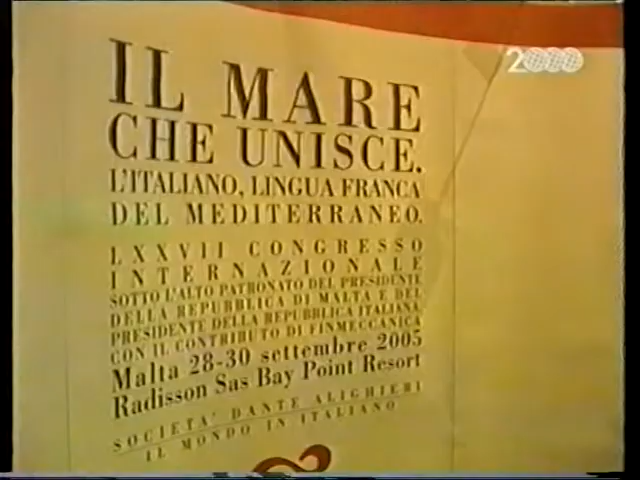 2000
IL MARE
CHE UNISCE.
L'ITALIANO, LINGUA FRANCA
DEL MEDITERRANEO.
LXXVII CONGRESSO
INTERNAZIONALE
SOTTO L'ALTO PATRONATO DEL PRESIDENTE
DELLA REPUBBLICA DI MALTA E DEL
PRESIDENTE DELLA REPUBBLICA ITALIANA
CON IL CONTRIBUTO DI FINMECCANICA
Malta 28-30 settembre 2005
Radisson Sas Bay Point Resort
SOCIETA' DANTE ALIGHIERI
IL MONDO IN ITALIANO